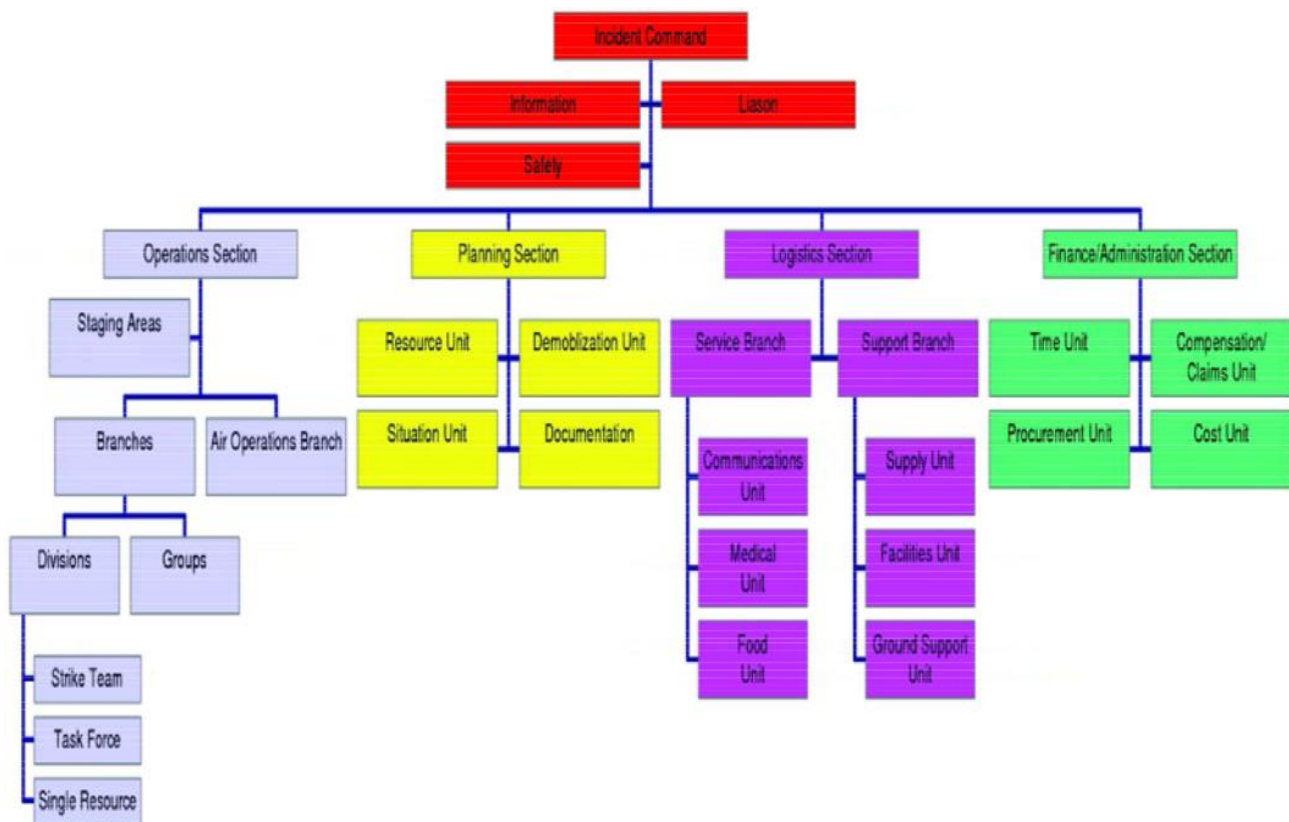 Incident Command
Information
Liason
Safely
Operations Section
Planning Section
Logistics Section
Finance/Administration Section
Staging Areas
Resource Unit
Demoblization Unit
Service Branch
Support Branch
Time Unit
Compensation/
Claims Unit
Branches
Air Operations Branch
Situation Unit
Documentation
Procurement Unit
Cost Unit
Communications
Unit
Supply Unit
Divisions
Groups
Medical
Unit
Facilities Unit
Food
Unit
Ground Support
Unit
Strike Team
Task Force
Single Resource